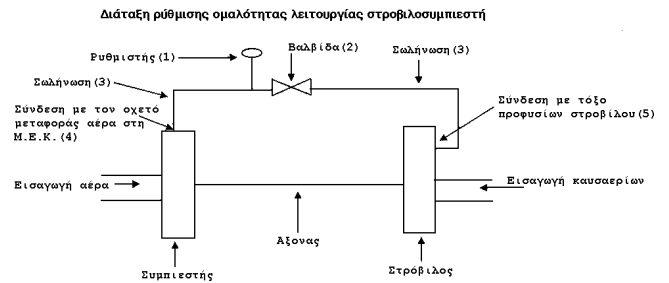 Διάταξη ρύθμισης ομαλότητας λειτουργίας στροβιλοσυμπιεστή
Ρυθμιστής(1)
Βαλβίδα(2)
Σωλήνωση(3)
Σωλήνωση(3)
Σύνδεση με τον οχετό
μεταφοράς αέρα στη
Μ.Ε.Κ.(4)
Σύνδεση με τόξο
προφυσίων στροβίλου(5)
Εισαγωγή αέρα
Εισαγωγή καυσαερίων
Αξονας
Συμπιεστής
Στρόβιλος